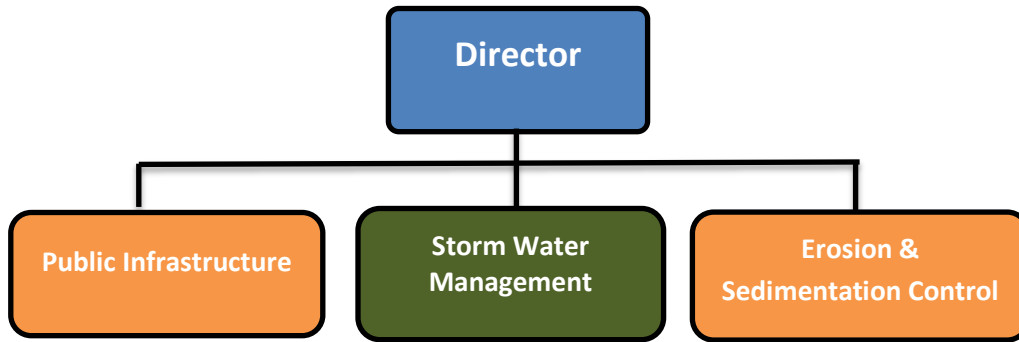 Director
Public Infrastructure
Storm Water
Management
Erosion &
Sedimentation Control